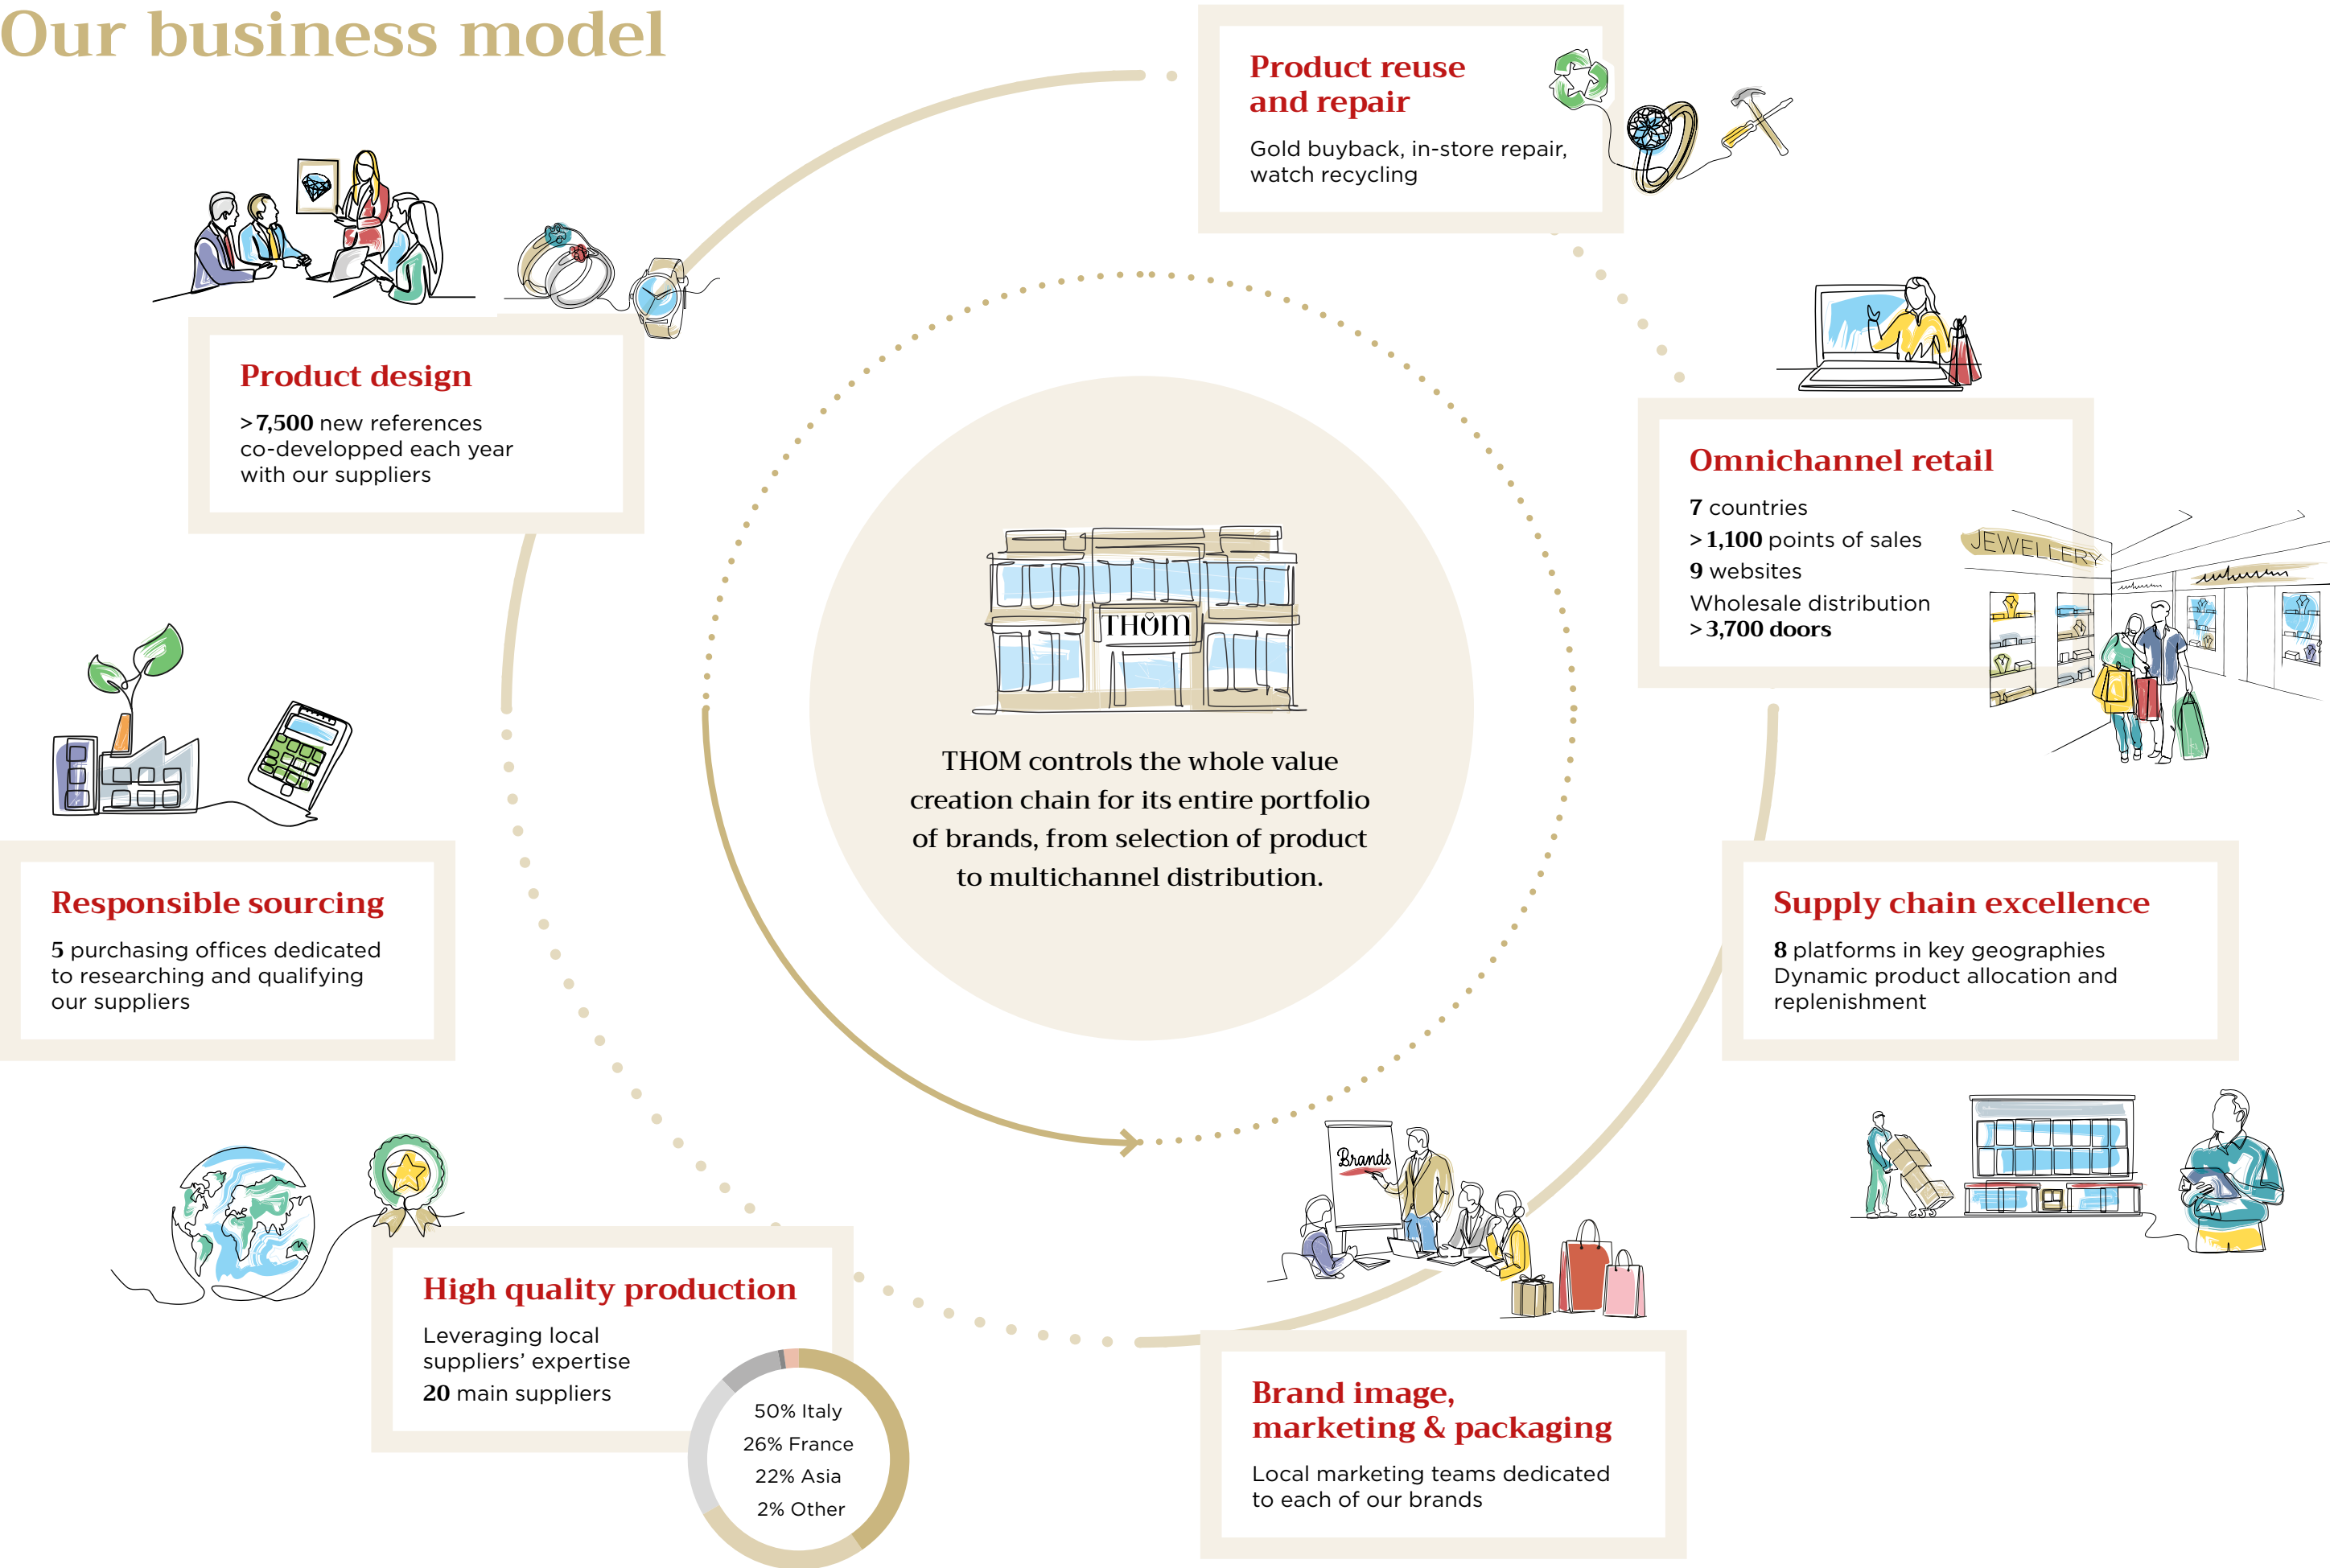 Our business model
Product reuse
and repair
Gold buyback, in-store repair,
watch recycling
Product design
>7,500 new references
co-developped each year
with our suppliers
Omnichannel retail
7 countries
>1,100 points of sales
9 websites
Wholesale distribution
>3,700 doors
JEWELLERY
THOM
THOM controls the whole value
creation chain for its entire portfolio
of brands, from selection of product
to multichannel distribution.
Responsible sourcing
5 purchasing offices dedicated
to researching and qualifying
our suppliers
Supply chain excellence
8 platforms in key geographies
Dynamic product allocation and
replenishment
High quality production
Leveraging local
suppliers’ expertise
20 main suppliers
50% Italy
26% France
22% Asia
2% Other
Brands
Brand image,
marketing & packaging
Local marketing teams dedicated
to each of our brands